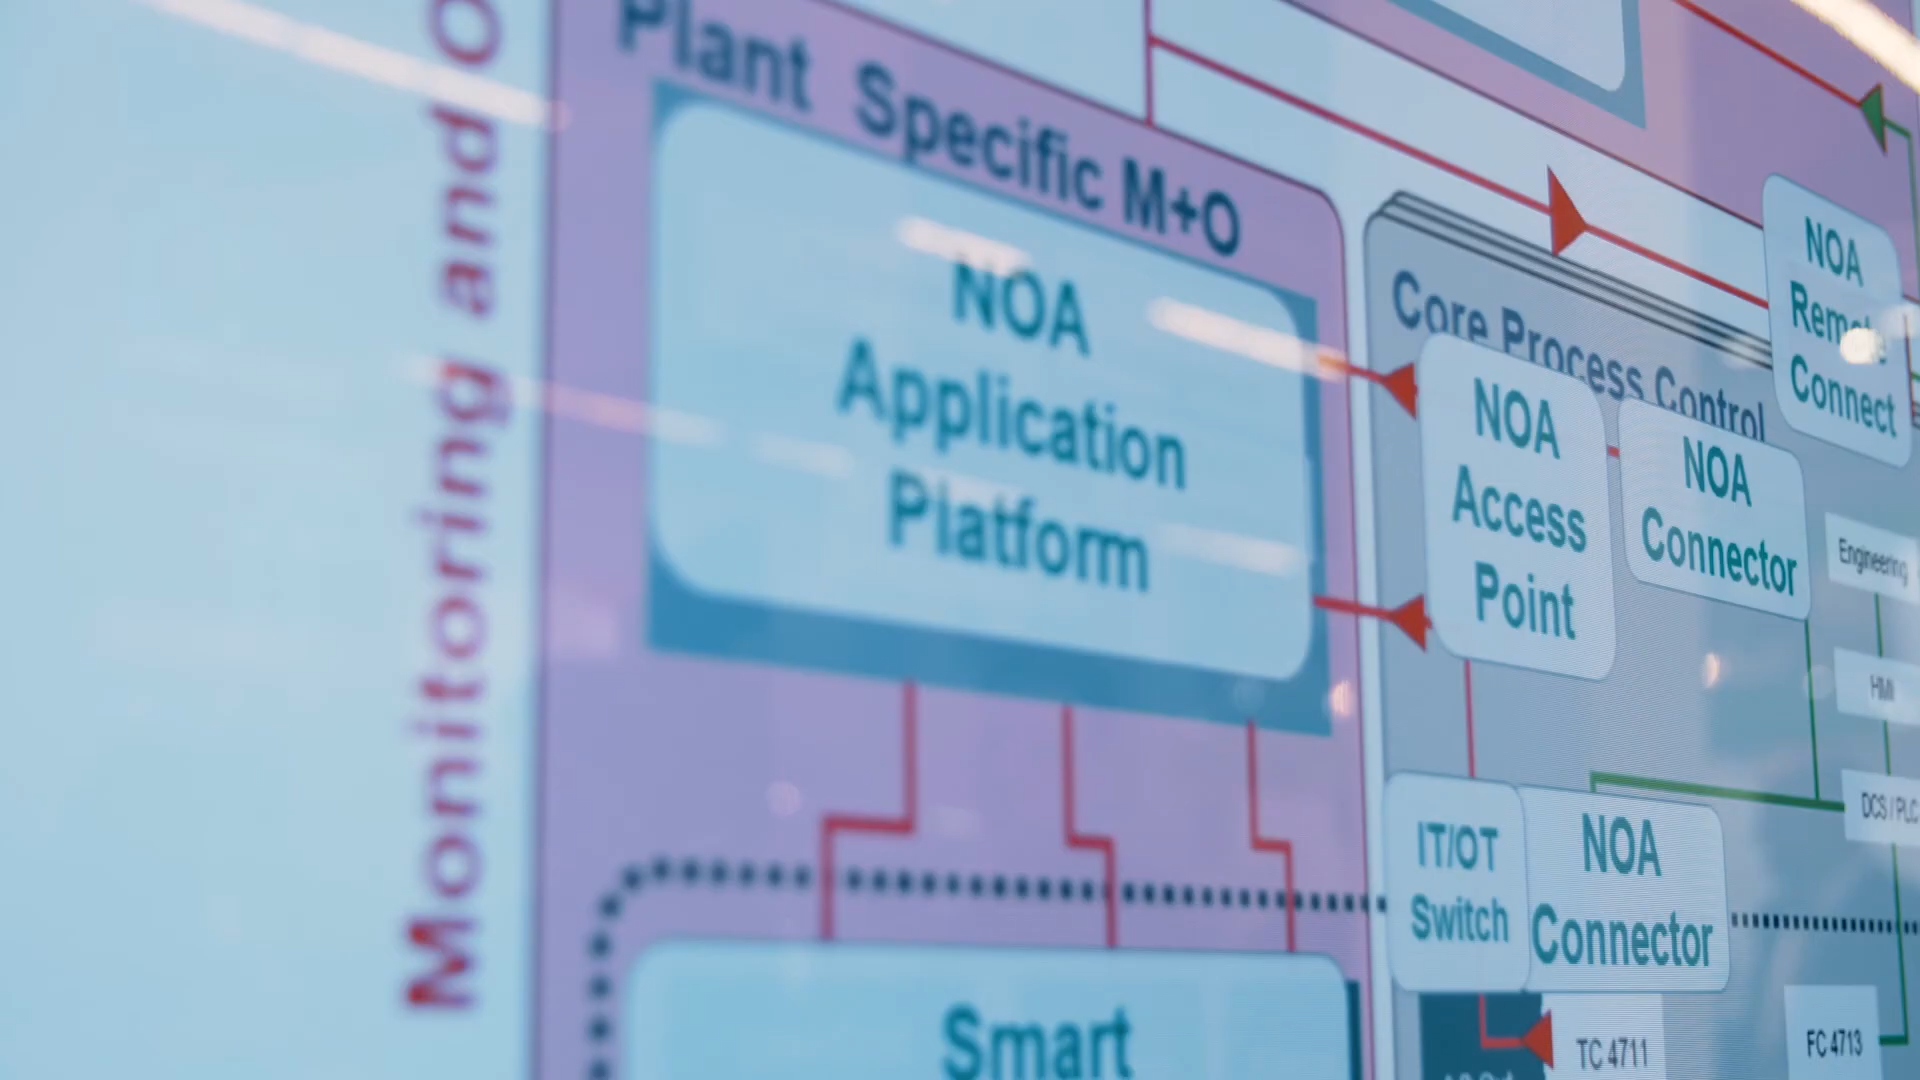 Monitoring and O
Plant Specific M+O
NOA
Application
Platform
Smart
Core Process Control
NOA
Access
Point
NOA
Connector
NOA
Remote
Connect
Engineering
HMI
DCS / PLC
IT/OT
Switch
NOA
Connector
TC 4711
FC 4713